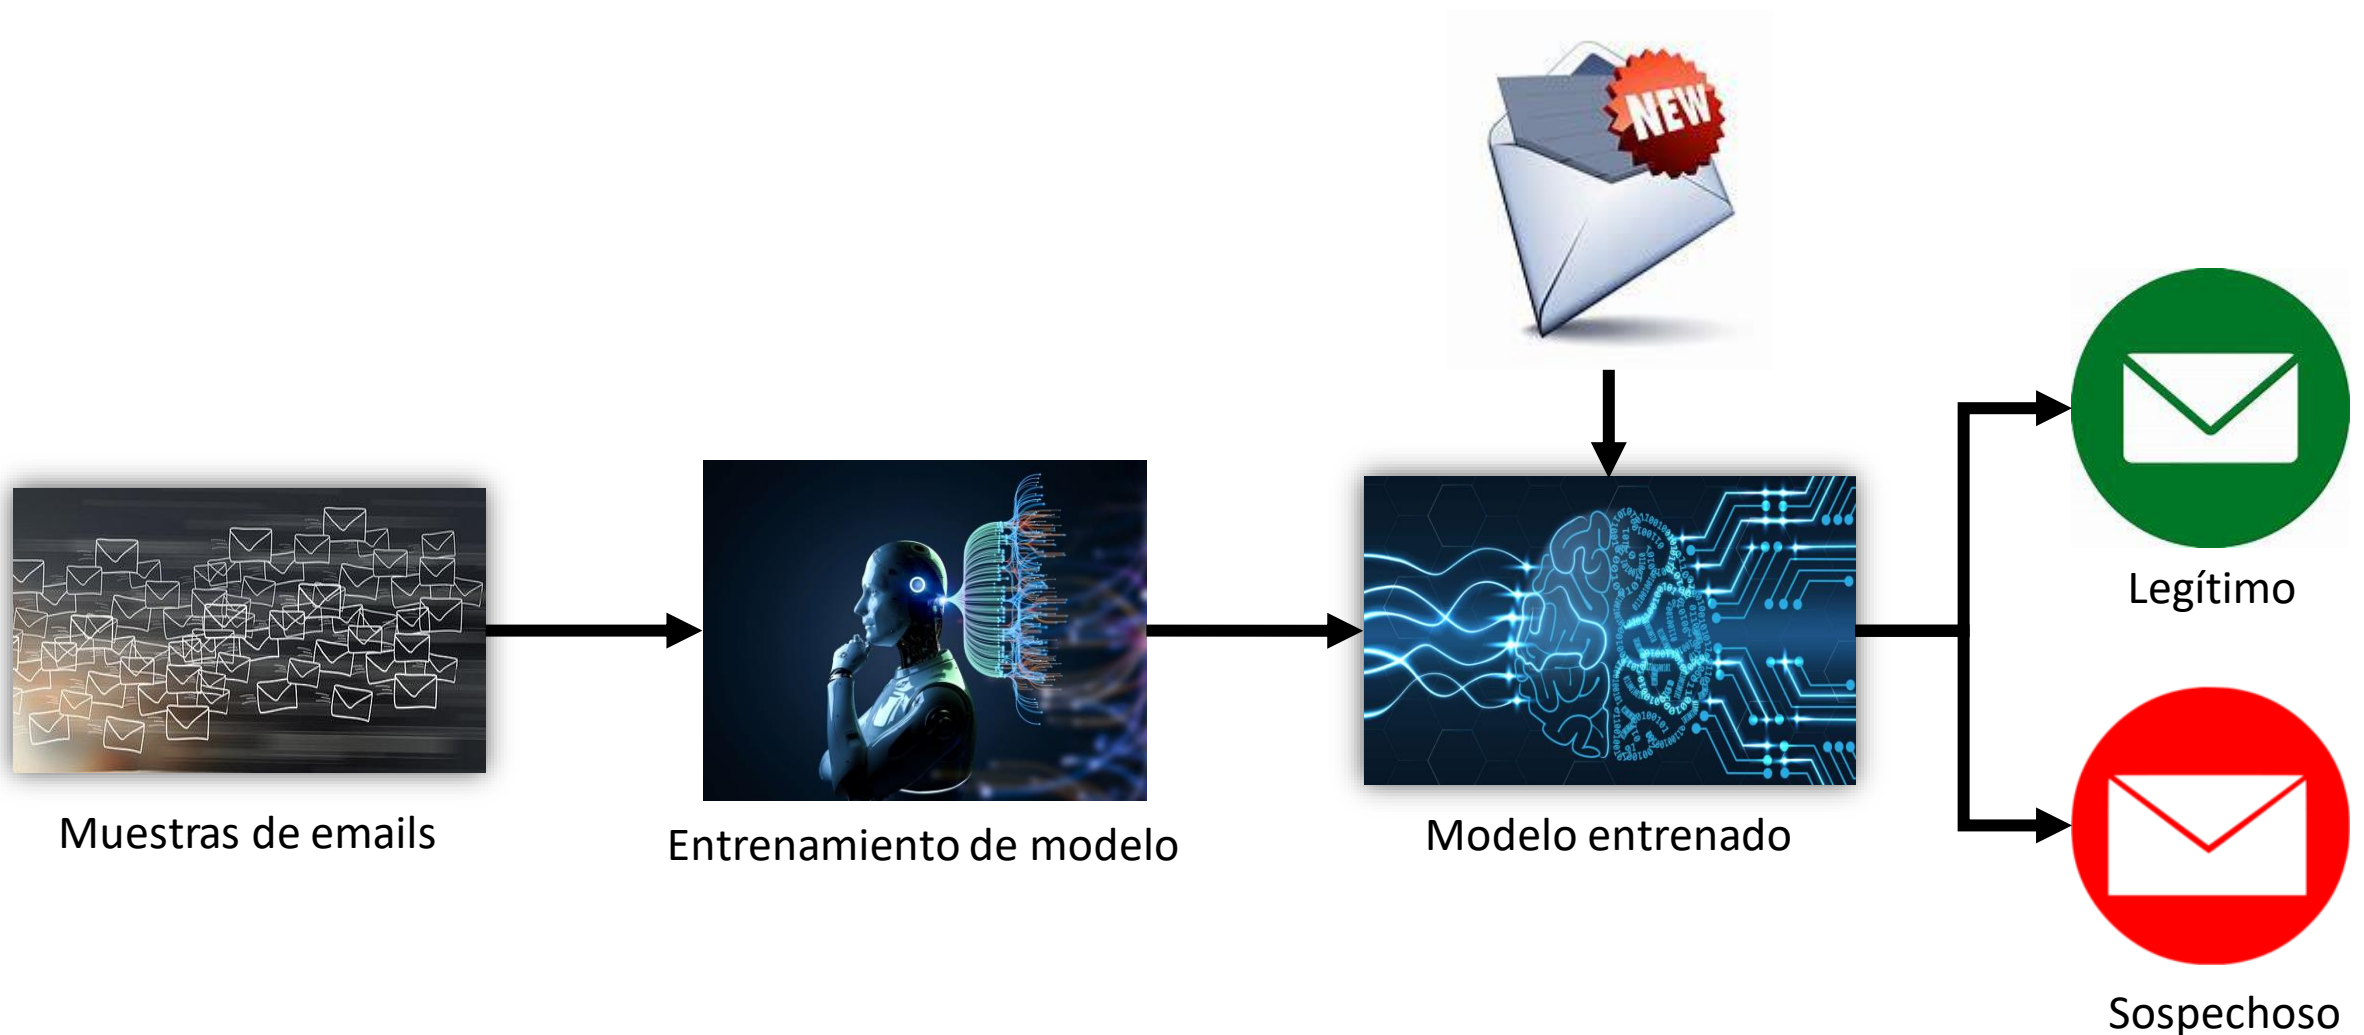 NEW
Legítimo
Muestras de emails
Entrenamiento de modelo
Modelo entrenado
Sospechoso